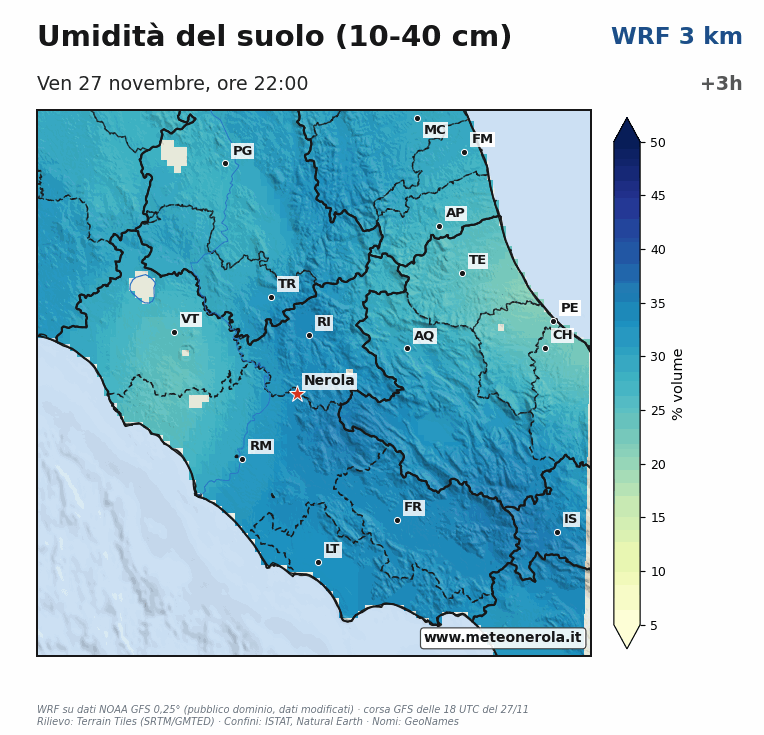 Umidità del suolo (10-40 cm)
WRF 3 km
Ven 27 novembre, ore 22:00
+3h
MC
FM
PG
AP
TE
TR
PE
VT
RI
AQ
CH
Nerola
RM
FR
IS
LT
www.meteonerola.it
50
45
40
35
30
25
20
15
10
5
% volume
WRF su dati NOAA GFS 0,25° (pubblico dominio, dati modificati) · corsa GFS delle 18 UTC del 27/11
Rilievo: Terrain Tiles (SRTM/GMTED) · Confini: ISTAT, Natural Earth · Nomi: GeoNames